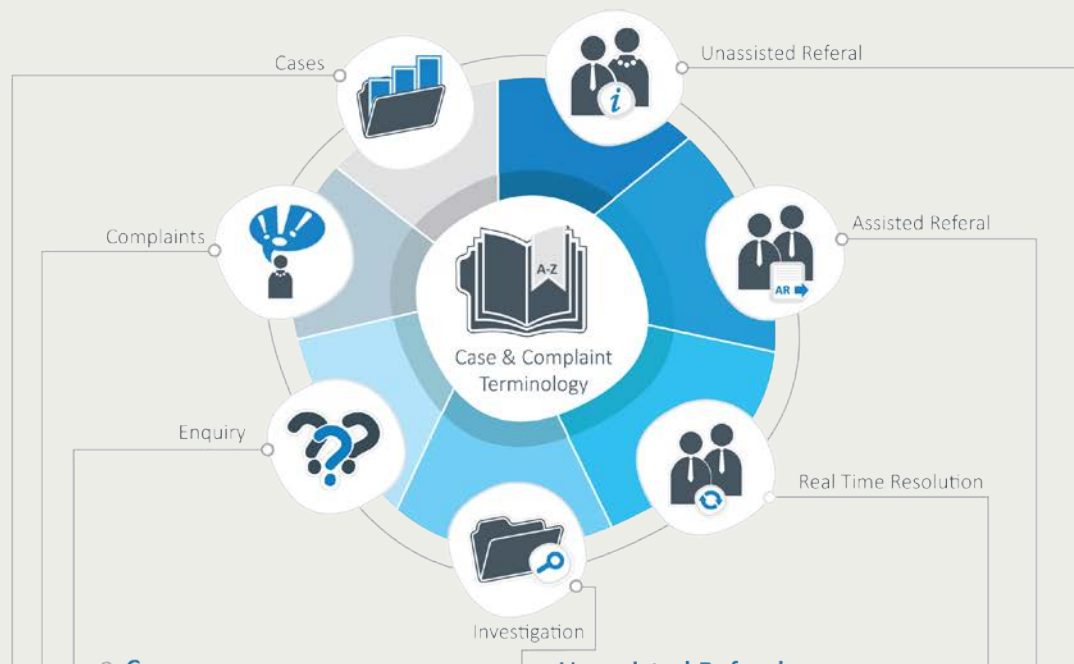 Cases
Unassisted Referal
Complaints
Assisted Referal
A-Z
Case & Complaint
Terminology
AR
Enquiry
Real Time Resolution
Investigation